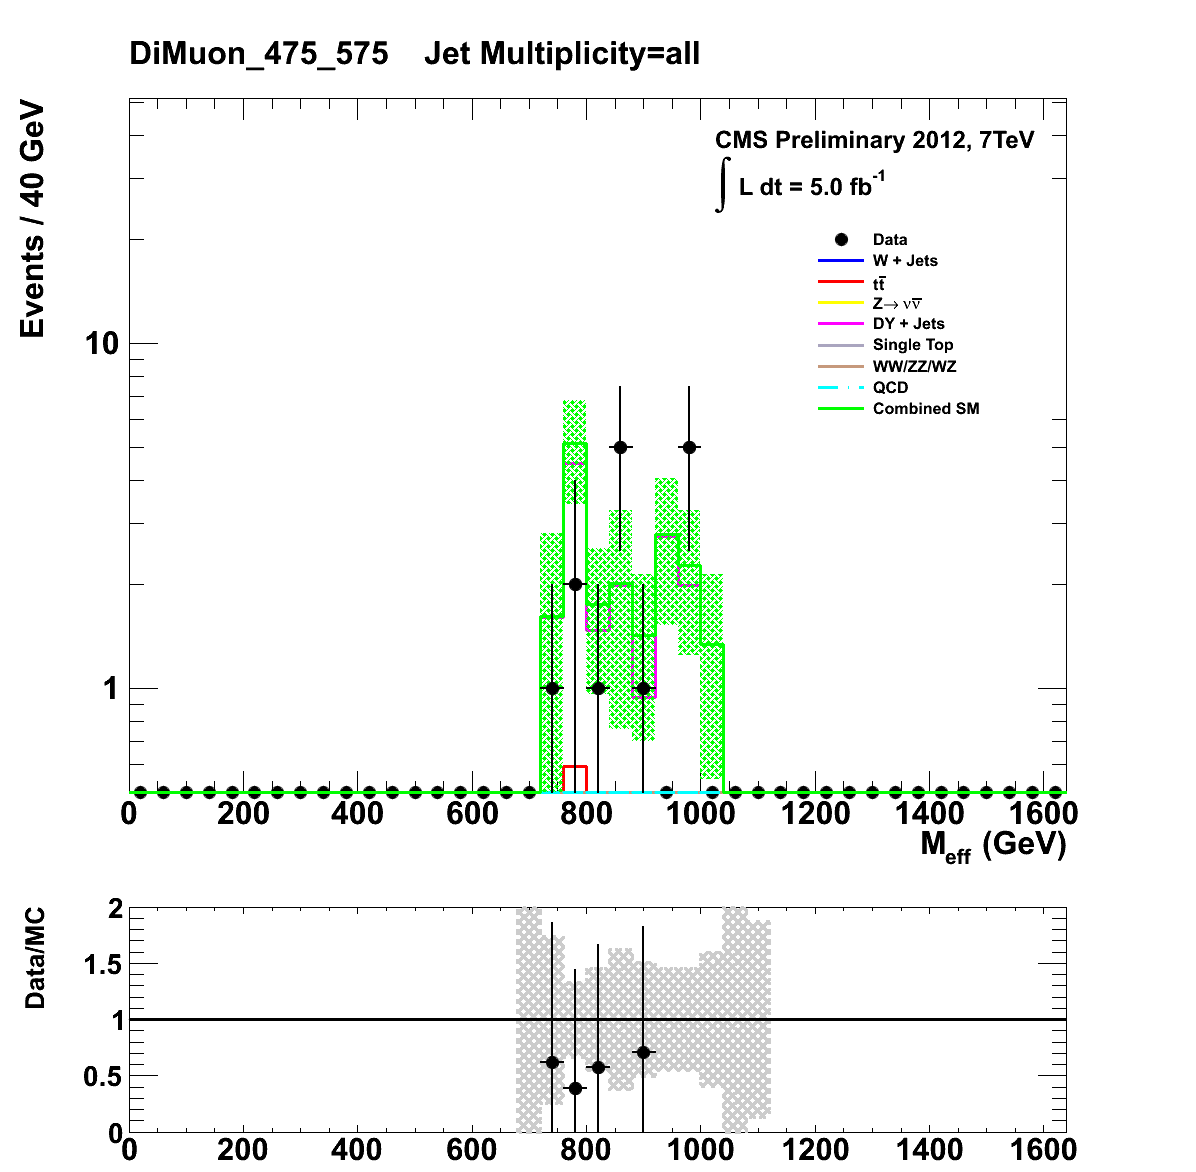 DiMuon_475_575 Jet Multiplicity=all
Events / 40 GeV
CMS Preliminary 2012, 7TeV
∫ L dt = 5.0 fb⁻¹
Data
W + Jets
tt̅
Z→ νν̅
DY + Jets
Single Top
WW/ZZ/WZ
QCD
Combined SM
10
1
0 200 400 600 800 1000 1200 1400 1600
M_eff (GeV)
Data/MC
2
1.5
1
0.5
0
0 200 400 600 800 1000 1200 1400 1600